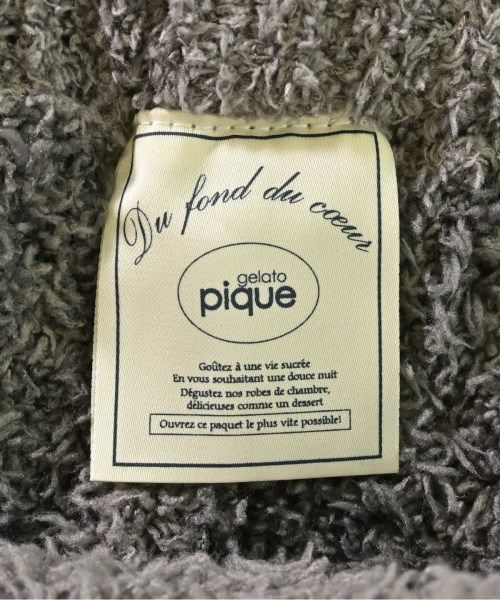 Du fond du cœur
gelato
pique
Goûtez à une vie sucrée
En vous souhaitant une douce nuit
Dégustez nos robes de chambre,
délicieuses comme un dessert
Ouvrez ce paquet le plus vite possible!